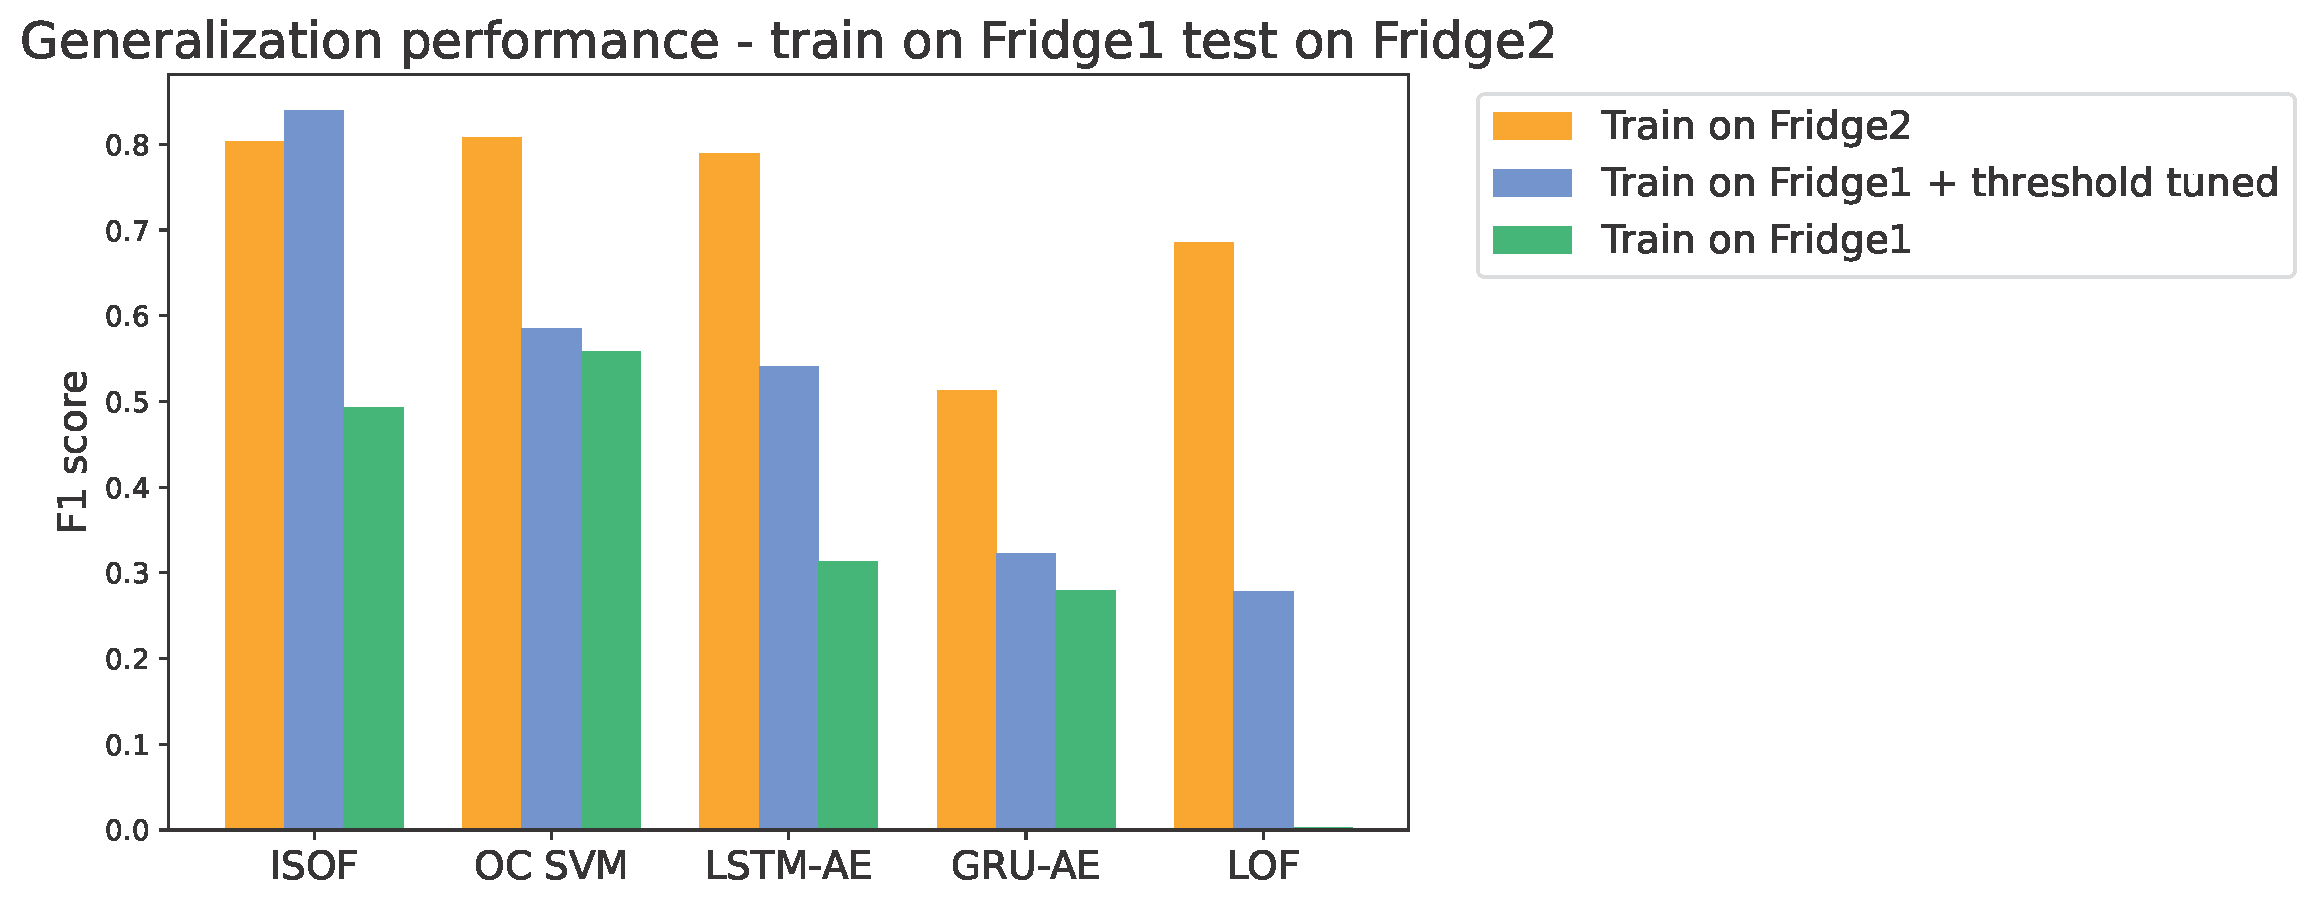 Generalization performance - train on Fridge1 test on Fridge2
Train on Fridge2
Train on Fridge1 + threshold tuned
Train on Fridge1
F1 score
0.8
0.7
0.6
0.5
0.4
0.3
0.2
0.1
0.0
ISOF
OC SVM
LSTM-AE
GRU-AE
LOF